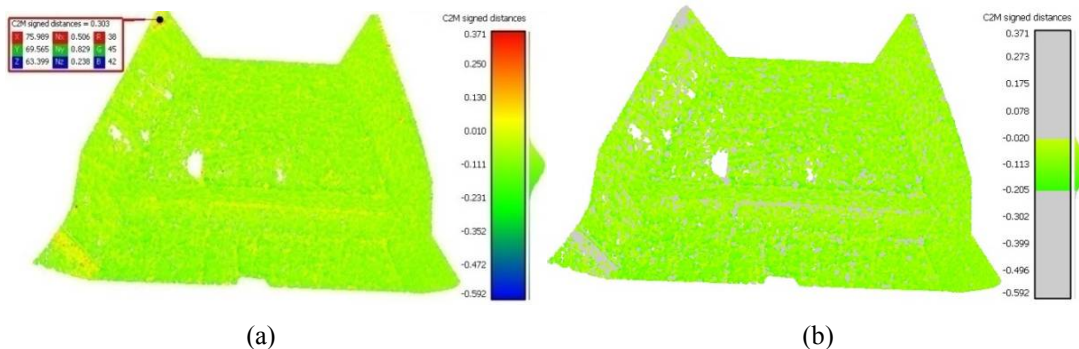 C2M signed distances = 0.303
X 75.989 Nx 0.506 R 38
Y 69.565 Ny 0.829 G 45
Z 63.399 Nz 0.238 B 42
C2M signed distances
0.371
0.250
0.130
0.010
-0.111
-0.231
-0.352
-0.472
-0.592
C2M signed distances
0.371
0.273
0.175
0.078
-0.020
-0.113
-0.205
-0.302
-0.399
-0.496
-0.592
(a)
(b)